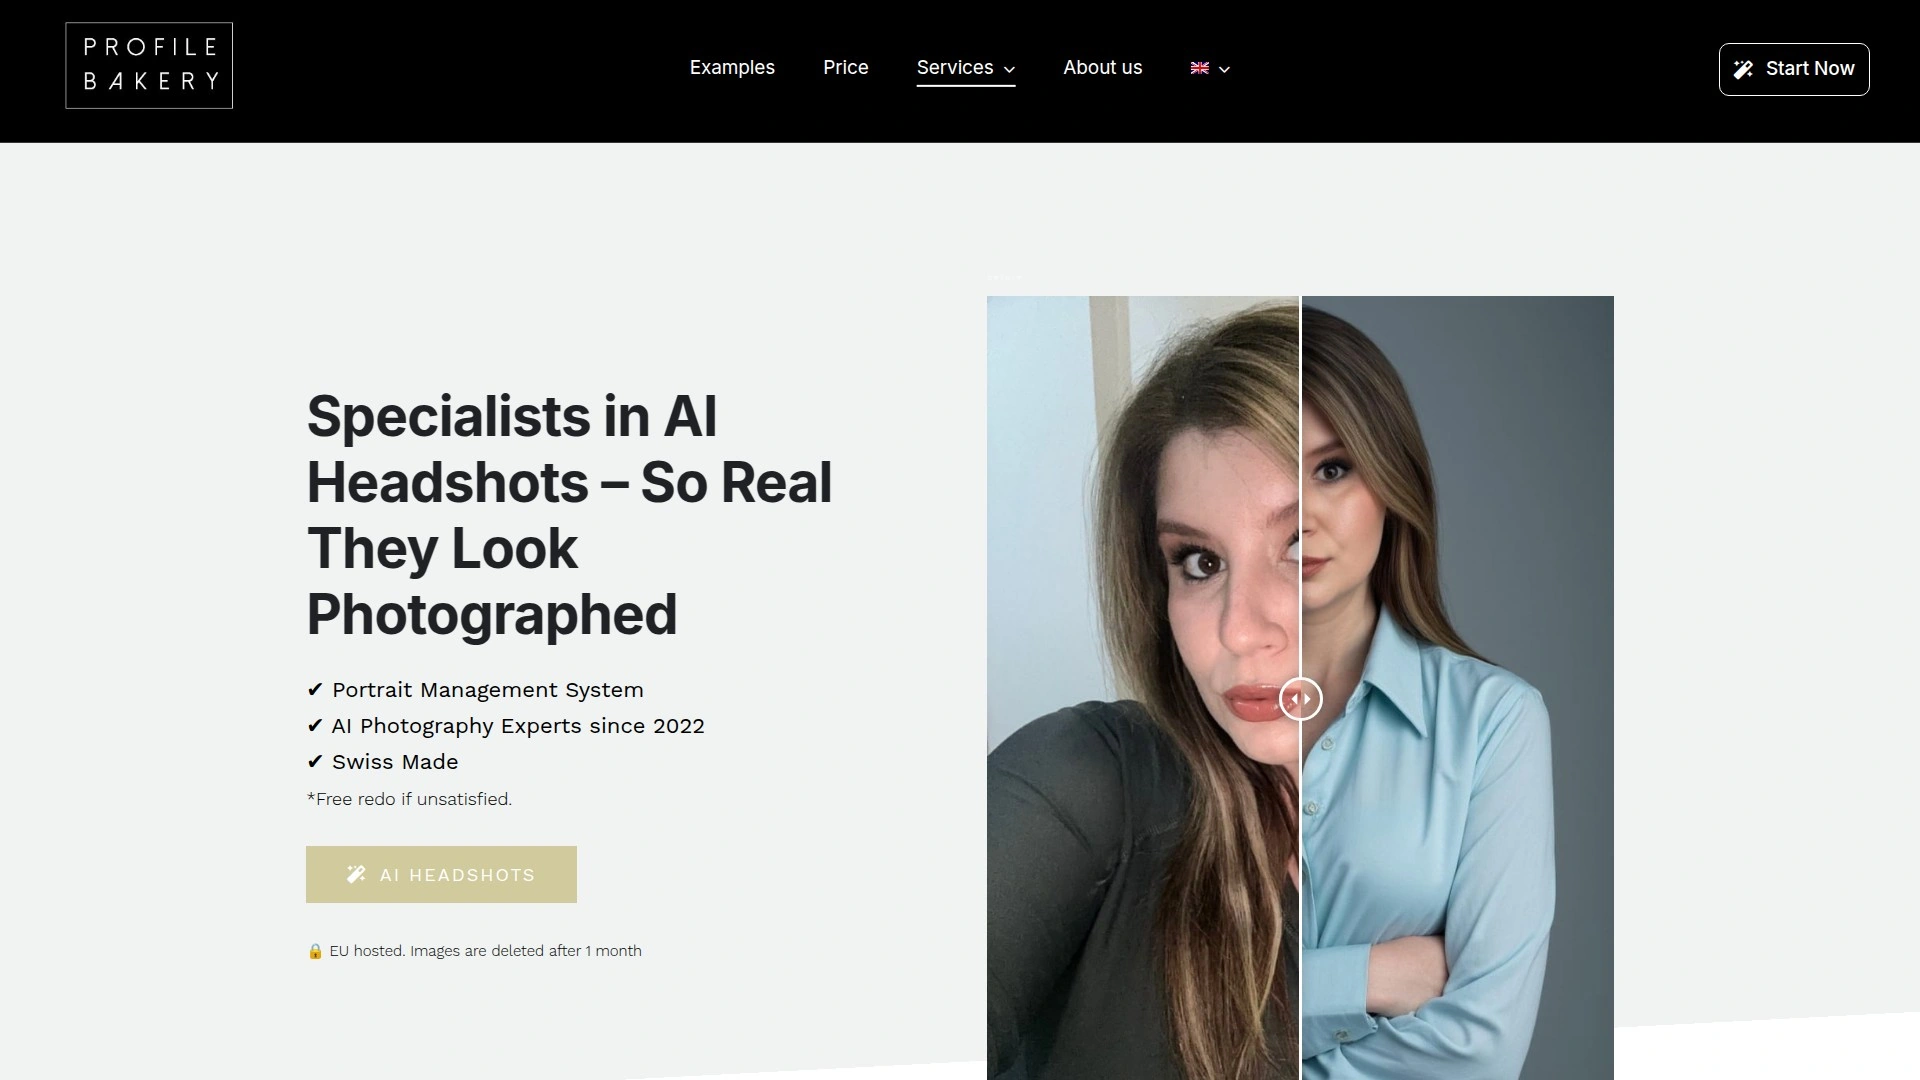 PROFILE
BAKERY
Examples
Price
Services
About us
Start Now
Specialists in AI
Headshots – So Real
They Look
Photographed
✔ Portrait Management System
✔ AI Photography Experts since 2022
✔ Swiss Made
*Free redo if unsatisfied.
AI HEADSHOTS
🔒 EU hosted. Images are deleted after 1 month